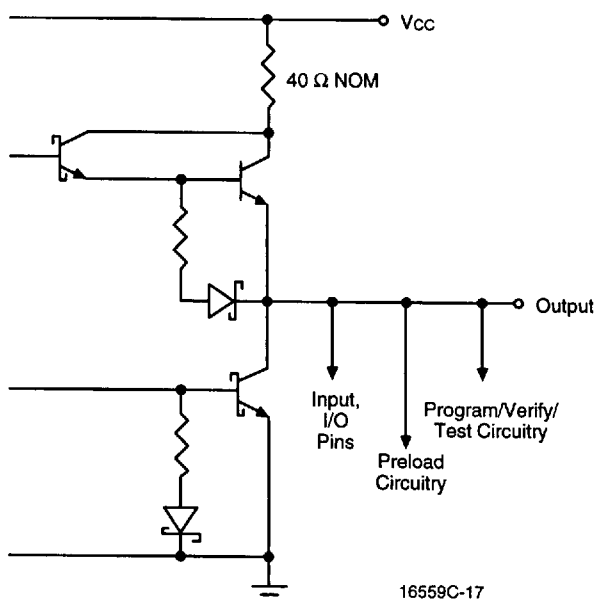 VCC
40 Ω NOM
Output
Input,
I/O
Pins
Program/Verify/
Test Circuitry
Preload
Circuitry
16559C-17